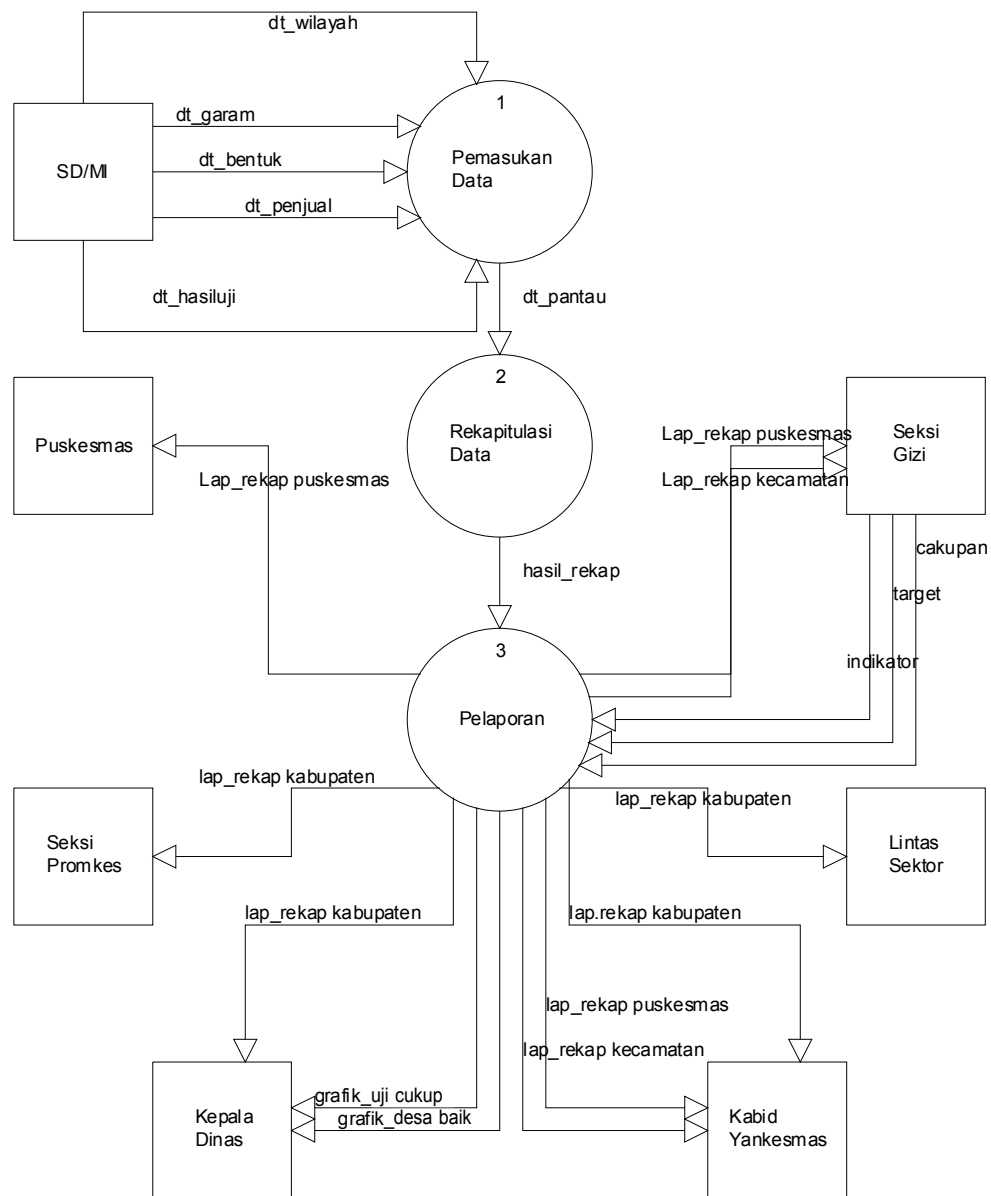 dt_wilayah
1
Pemasukan
Data
SD/MI
dt_garam
dt_bentuk
dt_penjual
dt_hasiluji
dt_pantau
2
Rekapitulasi
Data
Puskesmas
Lap_rekap puskesmas
Lap_rekap puskesmas
Lap_rekap kecamatan
Seksi
Gizi
cakupan
target
indikator
hasil_rekap
3
Pelaporan
lap_rekap kabupaten
lap_rekap kabupaten
Seksi
Promkes
Lintas
Sektor
lap_rekap kabupaten
lap.rekap kabupaten
lap_rekap puskesmas
lap_rekap kecamatan
grafik_uji cukup
grafik_desa baik
Kepala
Dinas
Kabid
Yankesmas